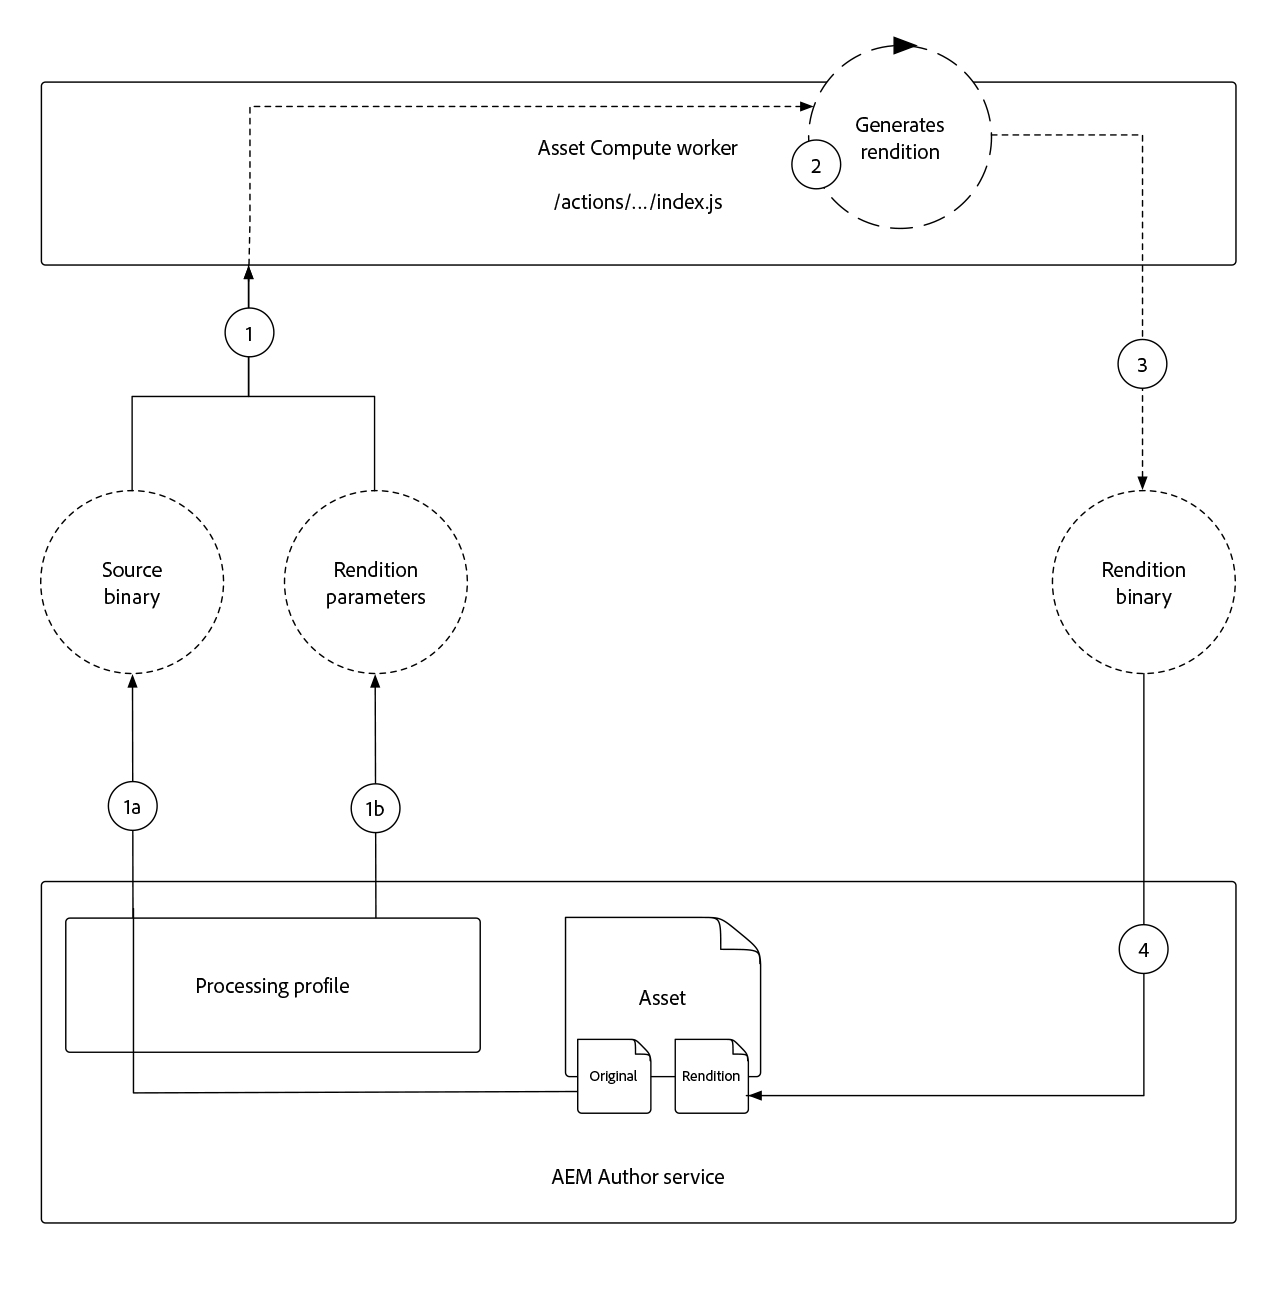 Generates
rendition
Asset Compute worker
2
/actions/.../index.js
1
3
Source
binary
Rendition
parameters
Rendition
binary
1a
1b
4
Processing profile
Asset
Original
Rendition
AEM Author service